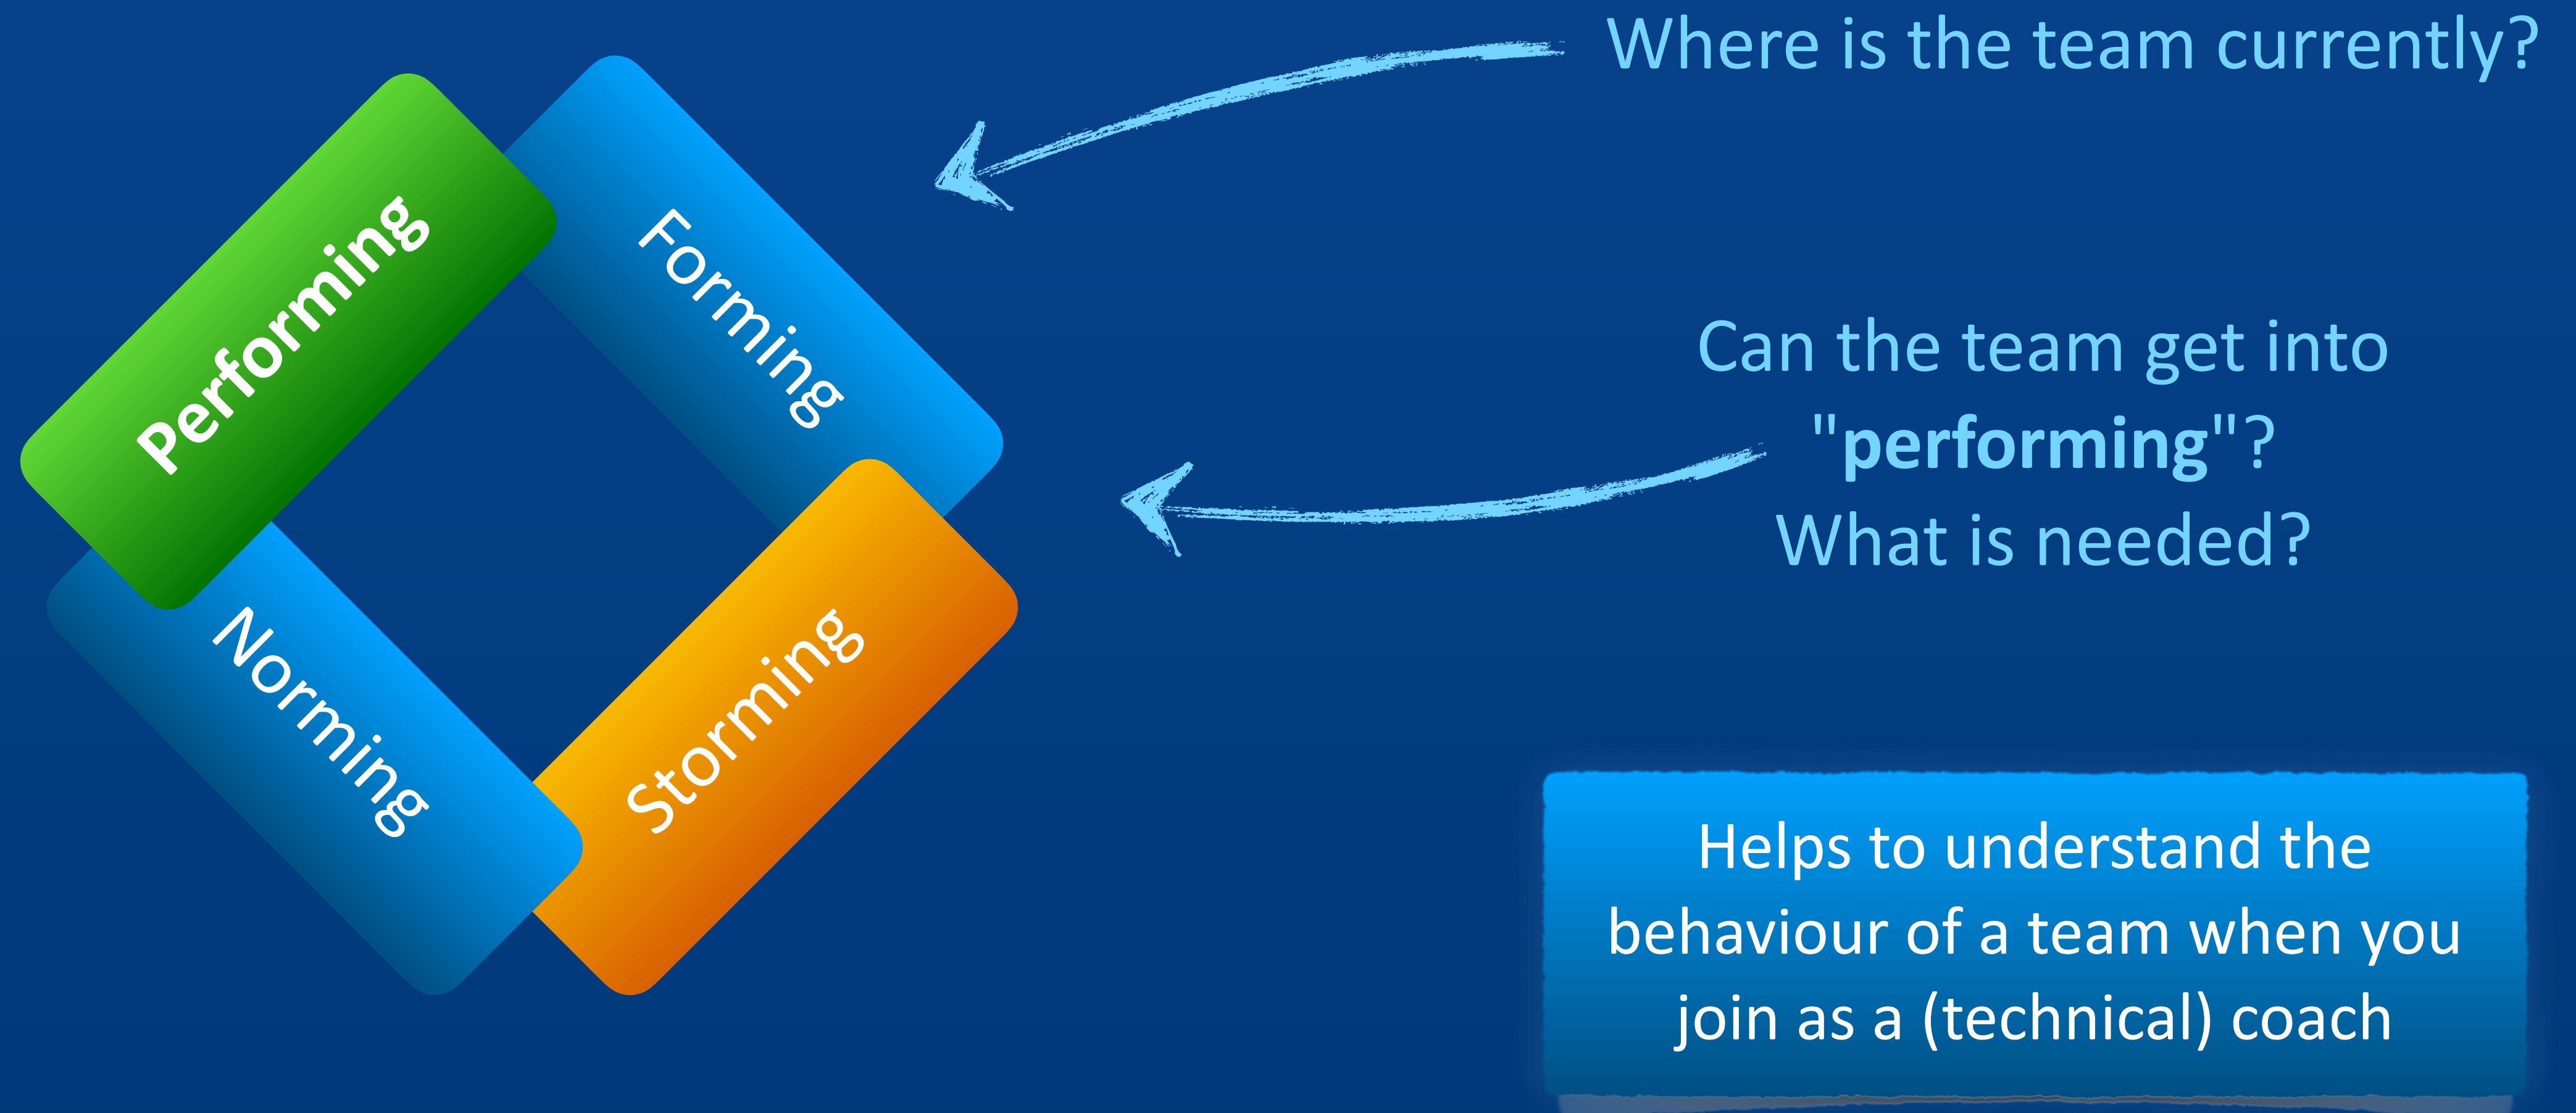 Where is the team currently?
Performing
Forming
Can the team get into
"performing"?
What is needed?
Norming
Storming
Helps to understand the
behaviour of a team when you
join as a (technical) coach